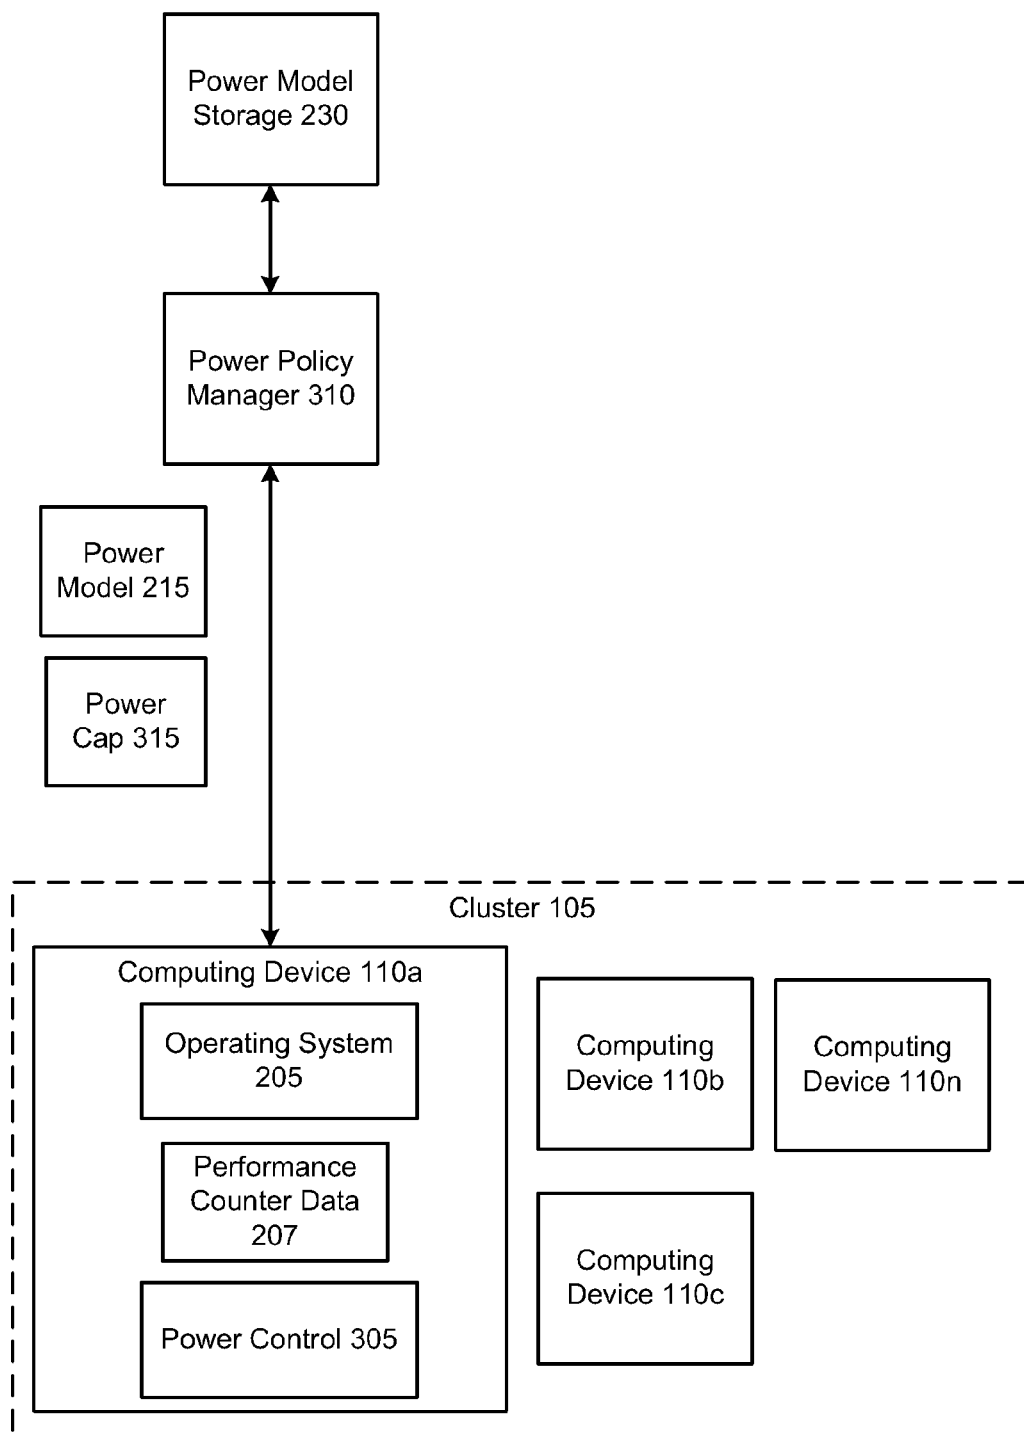 Power Model
Storage 230
Power Policy
Manager 310
Power
Model 215
Power
Cap 315
Cluster 105
Computing Device 110a
Operating System
205
Performance
Counter Data
207
Power Control 305
Computing
Device 110b
Computing
Device 110n
Computing
Device 110c